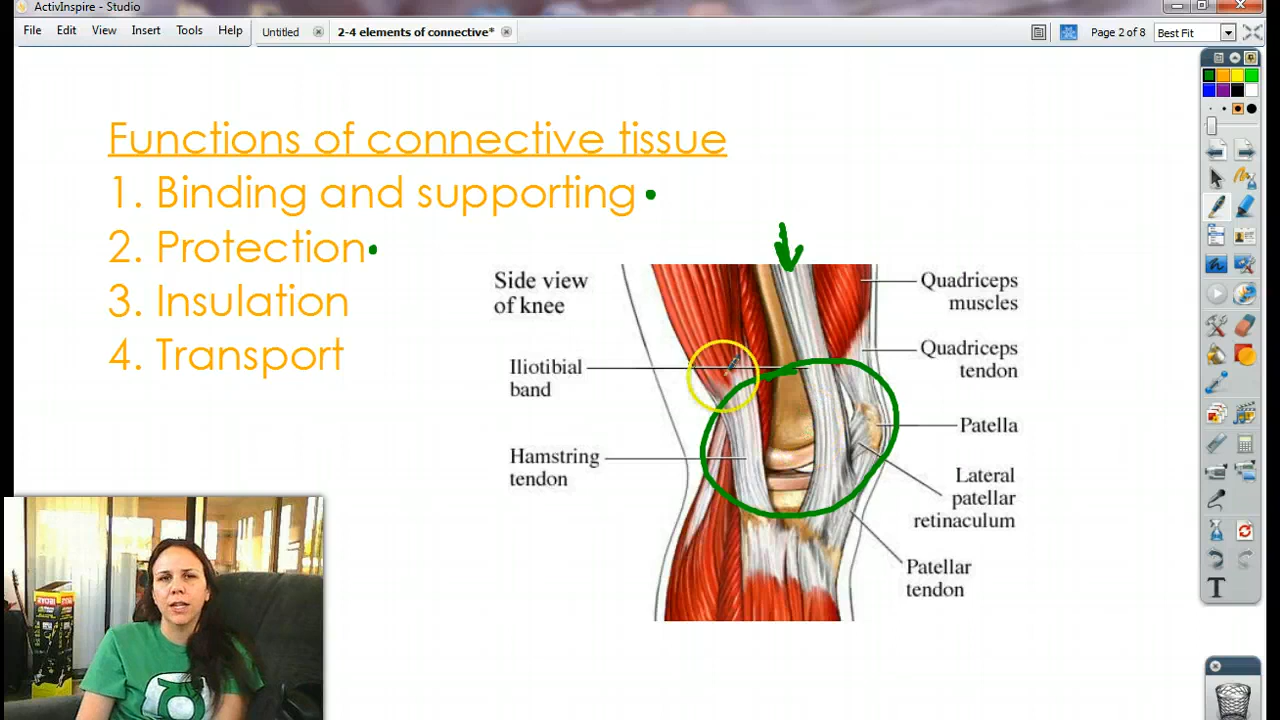 ActivInspire - Studio
File Edit View Insert Tools Help Untitled 2-4 elements of connective* Page 2 of 8 Best Fit
Functions of connective tissue
1. Binding and supporting
2. Protection
3. Insulation
4. Transport
Side view
of knee
Iliotibial
band
Hamstring
tendon
Quadriceps
muscles
Quadriceps
tendon
Patella
Lateral
patellar
retinaculum
Patellar
tendon
T
RYOBI
RYOBI